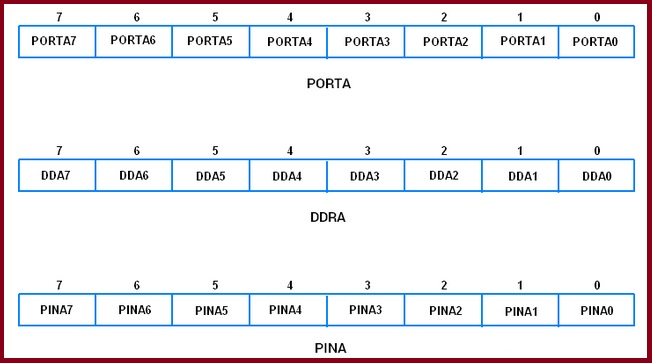 7 6 5 4 3 2 1 0
PORTA7 PORTA6 PORTA5 PORTA4 PORTA3 PORTA2 PORTA1 PORTA0
PORTA
7 6 5 4 3 2 1 0
DDA7 DDA6 DDA5 DDA4 DDA3 DDA2 DDA1 DDA0
DDRA
7 6 5 4 3 2 1 0
PINA7 PINA6 PINA5 PINA4 PINA3 PINA2 PINA1 PINA0
PINA